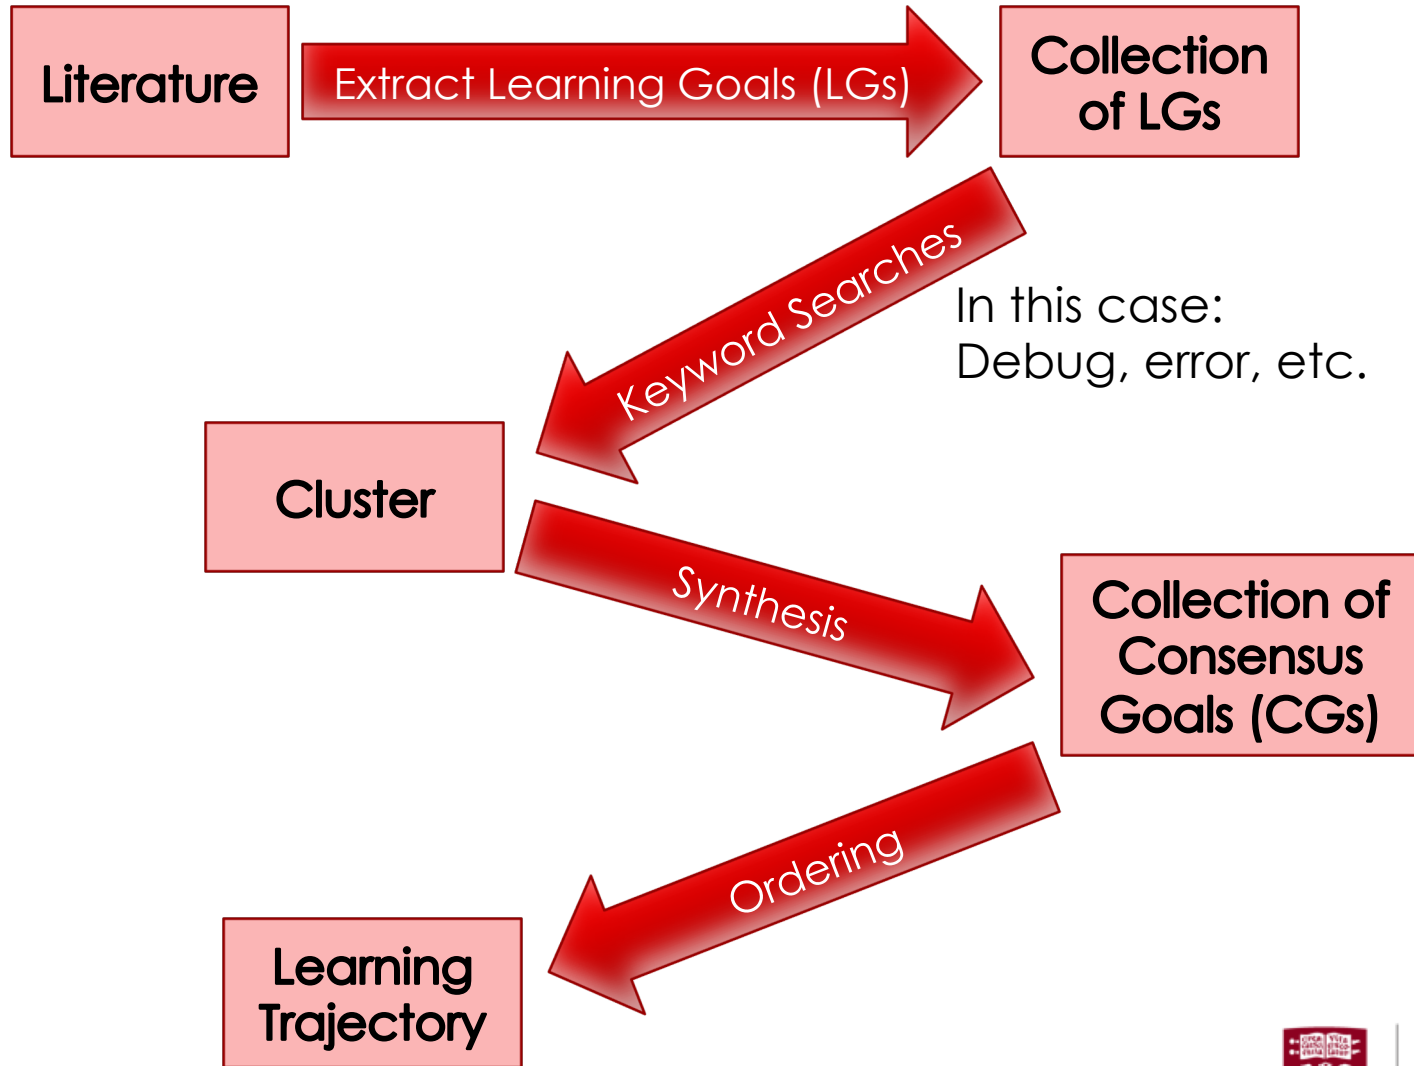 Literature
Extract Learning Goals (LGs)
Collection
of LGs
Keyword Searches
In this case:
Debug, error, etc.
Cluster
Synthesis
Collection of
Consensus
Goals (CGs)
Ordering
Learning
Trajectory